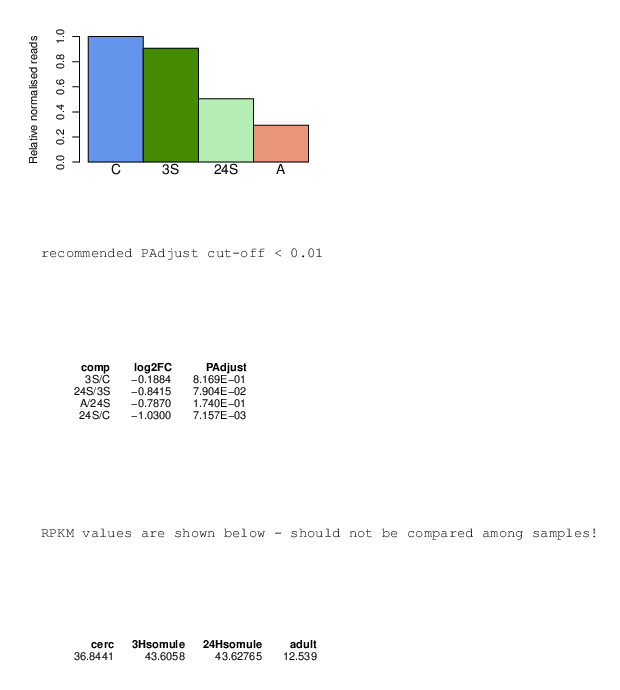 Relative normalised reads
1.0
0.8
0.6
0.4
0.2
0.0
C 3S 24S A
recommended PAdjust cut-off < 0.01
comp log2FC PAdjust
3S/C −0.1884 8.169E−01
24S/3S −0.8415 7.904E−02
A/24S −0.7870 1.740E−01
24S/C −1.0300 7.157E−03
RPKM values are shown below - should not be compared among samples!
cerc 3Hsomule 24Hsomule adult
36.8441 43.6058 43.62765 12.539